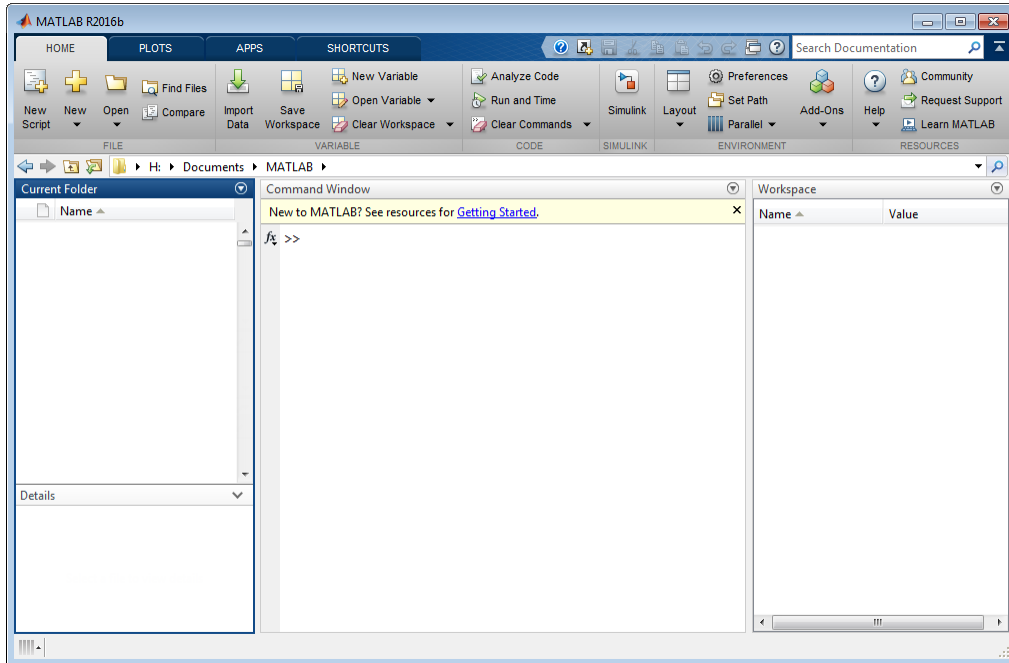 MATLAB R2016b
HOME PLOTS APPS SHORTCUTS Search Documentation
New Script New Open Find Files Compare Import Data Save Workspace New Variable Open Variable Clear Workspace Analyze Code Run and Time Clear Commands Simulink Layout Preferences Set Path Parallel Add-Ons Help Community Request Support Learn MATLAB
FILE VARIABLE CODE SIMULINK ENVIRONMENT RESOURCES
H: Documents MATLAB
Current Folder Command Window Workspace
Name New to MATLAB? See resources for Getting Started. Name Value
fx >>
Details